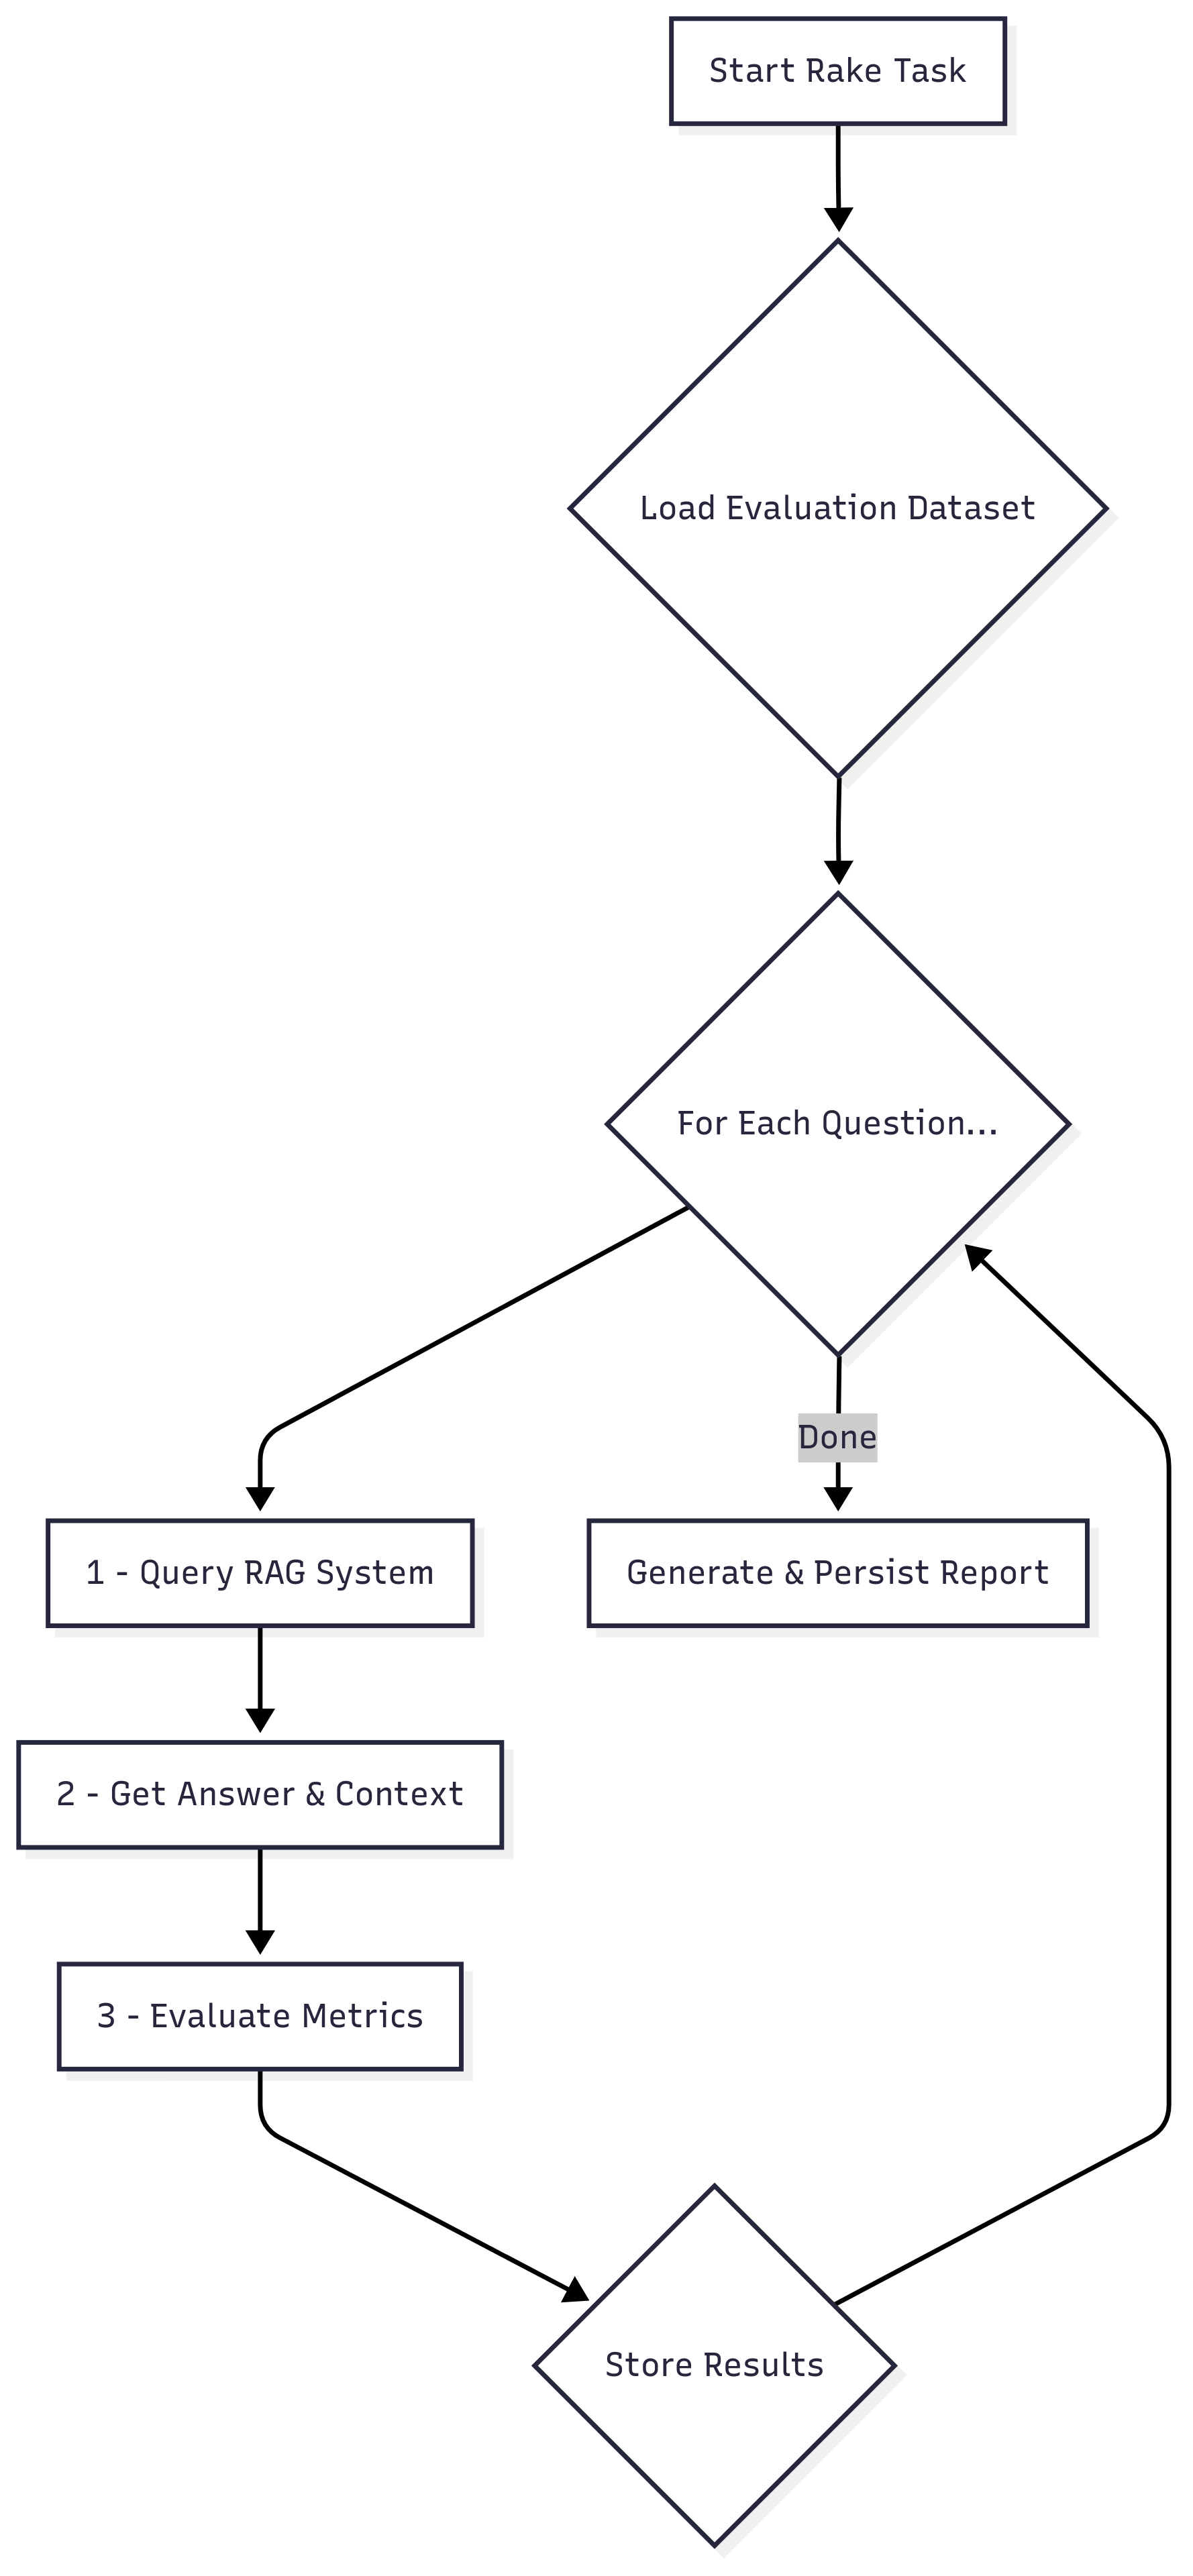 Start Rake Task
Load Evaluation Dataset
For Each Question...
Done
1 - Query RAG System
Generate & Persist Report
2 - Get Answer & Context
3 - Evaluate Metrics
Store Results